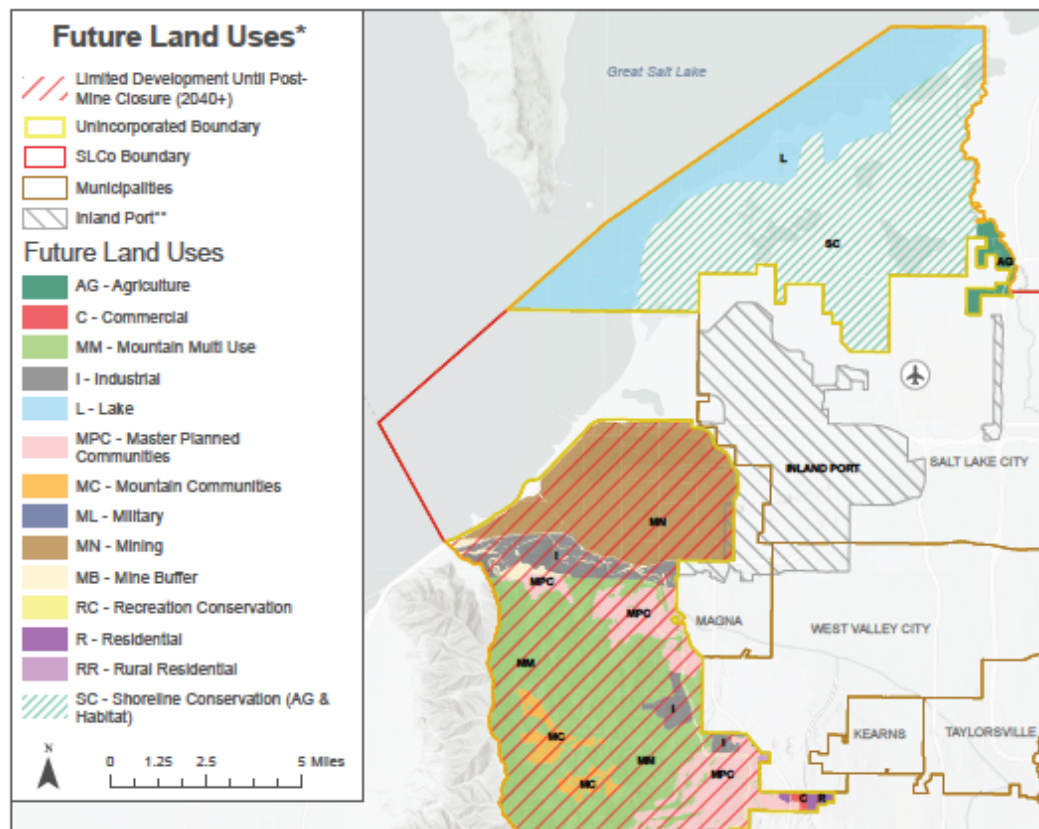 Future Land Uses*
Limited Development Until Post-
Mine Closure (2040+)
Unincorporated Boundary
SLCo Boundary
Municipalities
Inland Port**
Future Land Uses
AG - Agriculture
C - Commercial
MM - Mountain Multi Use
I - Industrial
L - Lake
MPC - Master Planned
Communities
MC - Mountain Communities
ML - Military
MN - Mining
MB - Mine Buffer
RC - Recreation Conservation
R - Residential
RR - Rural Residential
SC - Shoreline Conservation (AG &
Habitat)
N
0 1.25 2.5 5 Miles
Great Salt Lake
L
SC
AG
INLAND PORT
SALT LAKE CITY
MN
I
MPC
MPC
MAGNA
WEST VALLEY CITY
MM
I
MC
I
KEARNS
TAYLORSVILLE
MN
MPC
MC
C
R